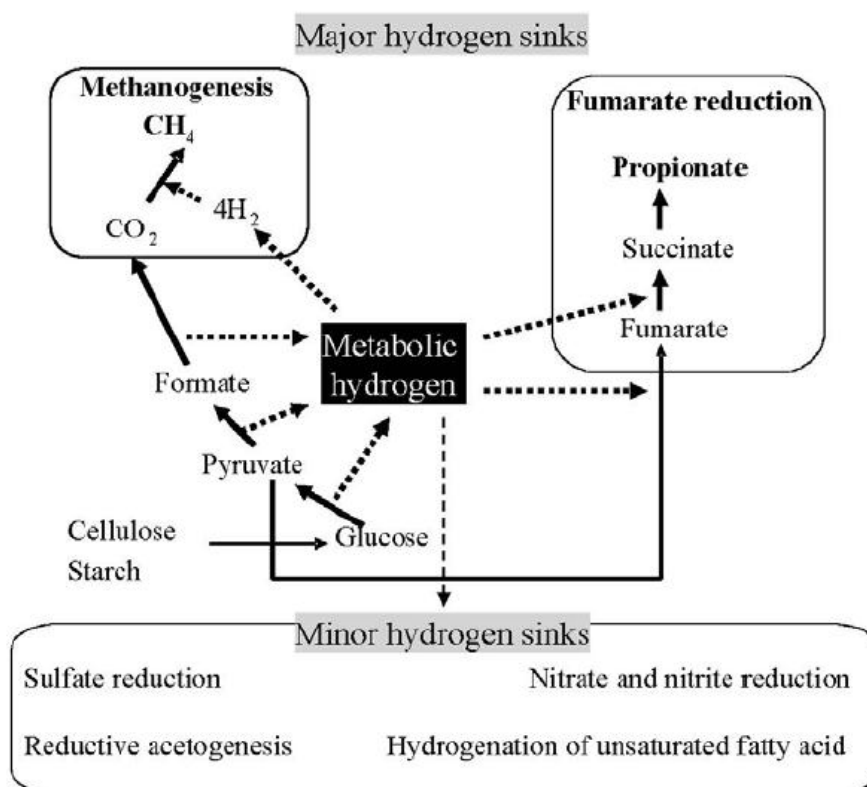 Major hydrogen sinks
Methanogenesis
CH₄
4H₂
CO₂
Fumarate reduction
Propionate
Succinate
Fumarate
Metabolic
hydrogen
Formate
Pyruvate
Glucose
Cellulose
Starch
Minor hydrogen sinks
Sulfate reduction
Nitrate and nitrite reduction
Reductive acetogenesis
Hydrogenation of unsaturated fatty acid